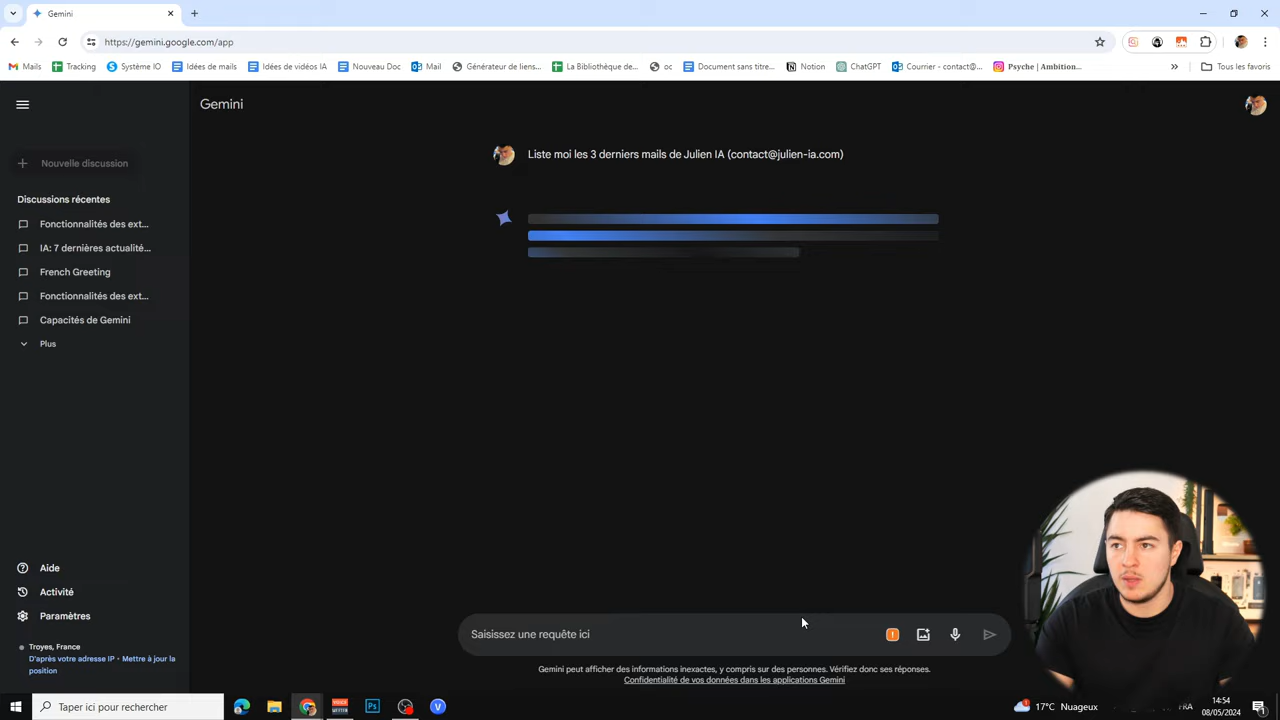 Gemini
https://gemini.google.com/app
Mails
Tracking
Système IO
Idées de mails
Idées de vidéos IA
Nouveau Doc
Mail
Générateur de liens...
La Bibliothèque de...
oc
Document sans titre...
Notion
ChatGPT
Courrier - contact@...
Psyche | Ambition...
Tous les favoris
Gemini
Nouvelle discussion
Discussions récentes
Fonctionnalités des ext...
IA: 7 dernières actualité...
French Greeting
Fonctionnalités des ext...
Capacités de Gemini
Plus
Liste moi les 3 derniers mails de Julien IA (contact@julien-ia.com)
Aide
Activité
Paramètres
Troyes, France
D'après votre adresse IP - Mettre à jour la
position
Saisissez une requête ici
Gemini peut afficher des informations inexactes, y compris sur des personnes. Vérifiez donc ses réponses.
Confidentialité de vos données dans les applications Gemini
Taper ici pour rechercher
17°C Nuageux
FRA
14:54
08/05/2024